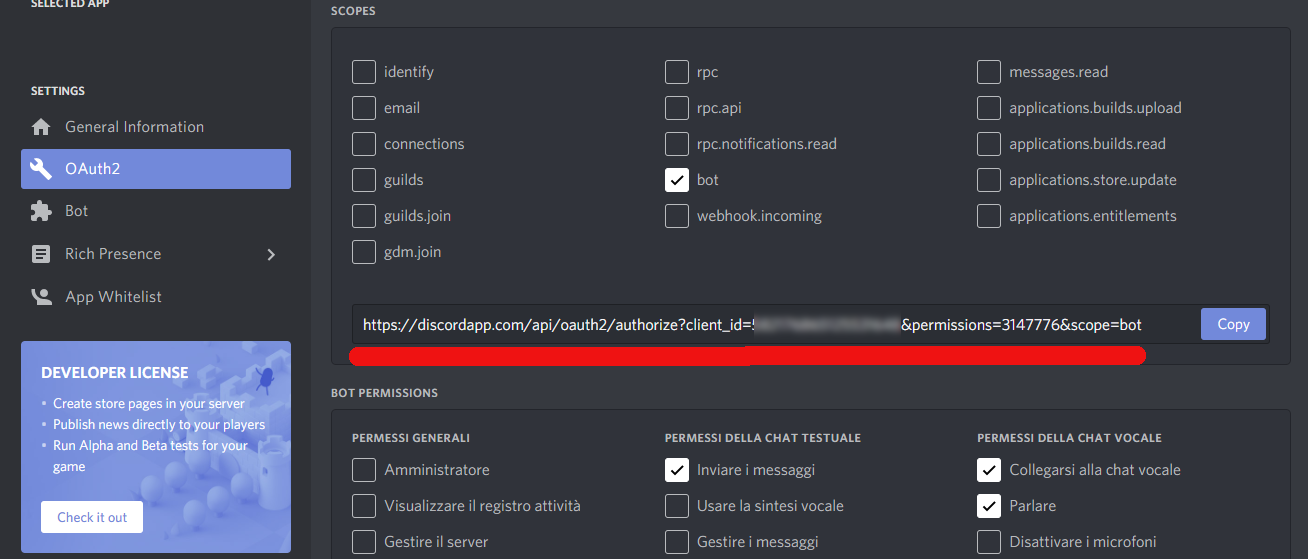 SELECTED APP
SETTINGS
General Information
OAuth2
Bot
Rich Presence
App Whitelist
DEVELOPER LICENSE
• Create store pages in your server
• Publish news directly to your players
• Run Alpha and Beta tests for your
game
Check it out
SCOPES
identify
email
connections
guilds
guilds.join
gdm.join
rpc
rpc.api
rpc.notifications.read
bot
webhook.incoming
messages.read
applications.builds.upload
applications.builds.read
applications.store.update
applications.entitlements
https://discordapp.com/api/oauth2/authorize?client_id= &permissions=3147776&scope=bot
Copy
BOT PERMISSIONS
PERMESSI GENERALI
Amministratore
Visualizzare il registro attività
Gestire il server
PERMESSI DELLA CHAT TESTUALE
Inviare i messaggi
Usare la sintesi vocale
Gestire i messaggi
PERMESSI DELLA CHAT VOCALE
Collegarsi alla chat vocale
Parlare
Disattivare i microfoni